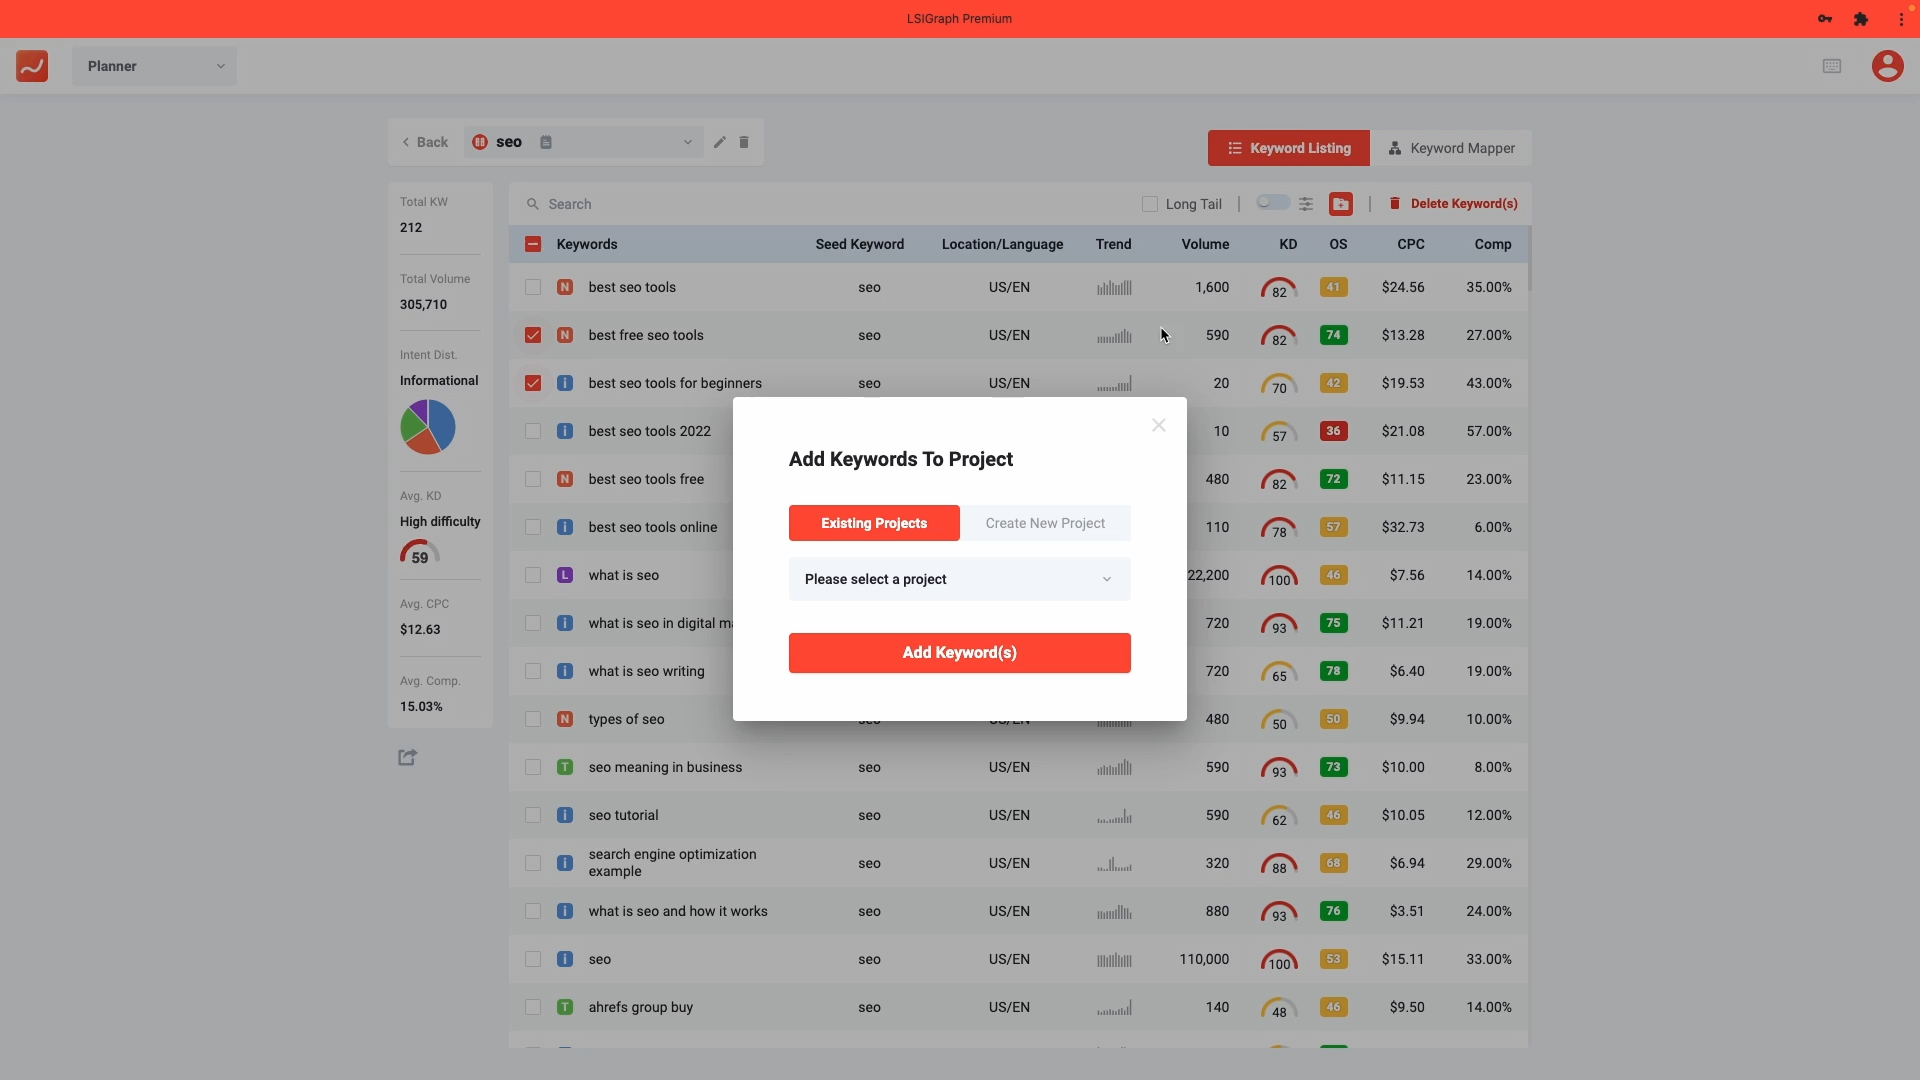 LSIGraph Premium
Planner
Back
seo
Keyword Listing
Keyword Mapper
Total KW
212
Total Volume
305,710
Intent Dist.
Informational
Avg. KD
High difficulty
59
Avg. CPC
$12.63
Avg. Comp.
15.03%
Search
Long Tail
Delete Keyword(s)
Keywords Seed Keyword Location/Language Trend Volume KD OS CPC Comp
N best seo tools seo US/EN 1,600 82 41 $24.56 35.00%
N best free seo tools seo US/EN 590 82 74 $13.28 27.00%
i best seo tools for beginners seo US/EN 20 70 42 $19.53 43.00%
i best seo tools 2022 10 57 36 $21.08 57.00%
N best seo tools free 480 82 72 $11.15 23.00%
i best seo tools online 110 78 57 $32.73 6.00%
L what is seo 22,200 100 46 $7.56 14.00%
i what is seo in digital 720 93 75 $11.21 19.00%
i what is seo writing 720 65 78 $6.40 19.00%
N types of seo seo US/EN 480 50 50 $9.94 10.00%
T seo meaning in business seo US/EN 590 93 73 $10.00 8.00%
i seo tutorial seo US/EN 590 62 46 $10.05 12.00%
i search engine optimization
example seo US/EN 320 88 68 $6.94 29.00%
i what is seo and how it works seo US/EN 880 93 76 $3.51 24.00%
i seo seo US/EN 110,000 100 53 $15.11 33.00%
T ahrefs group buy seo US/EN 140 48 46 $9.50 14.00%
Add Keywords To Project
Existing Projects
Create New Project
Please select a project
Add Keyword(s)